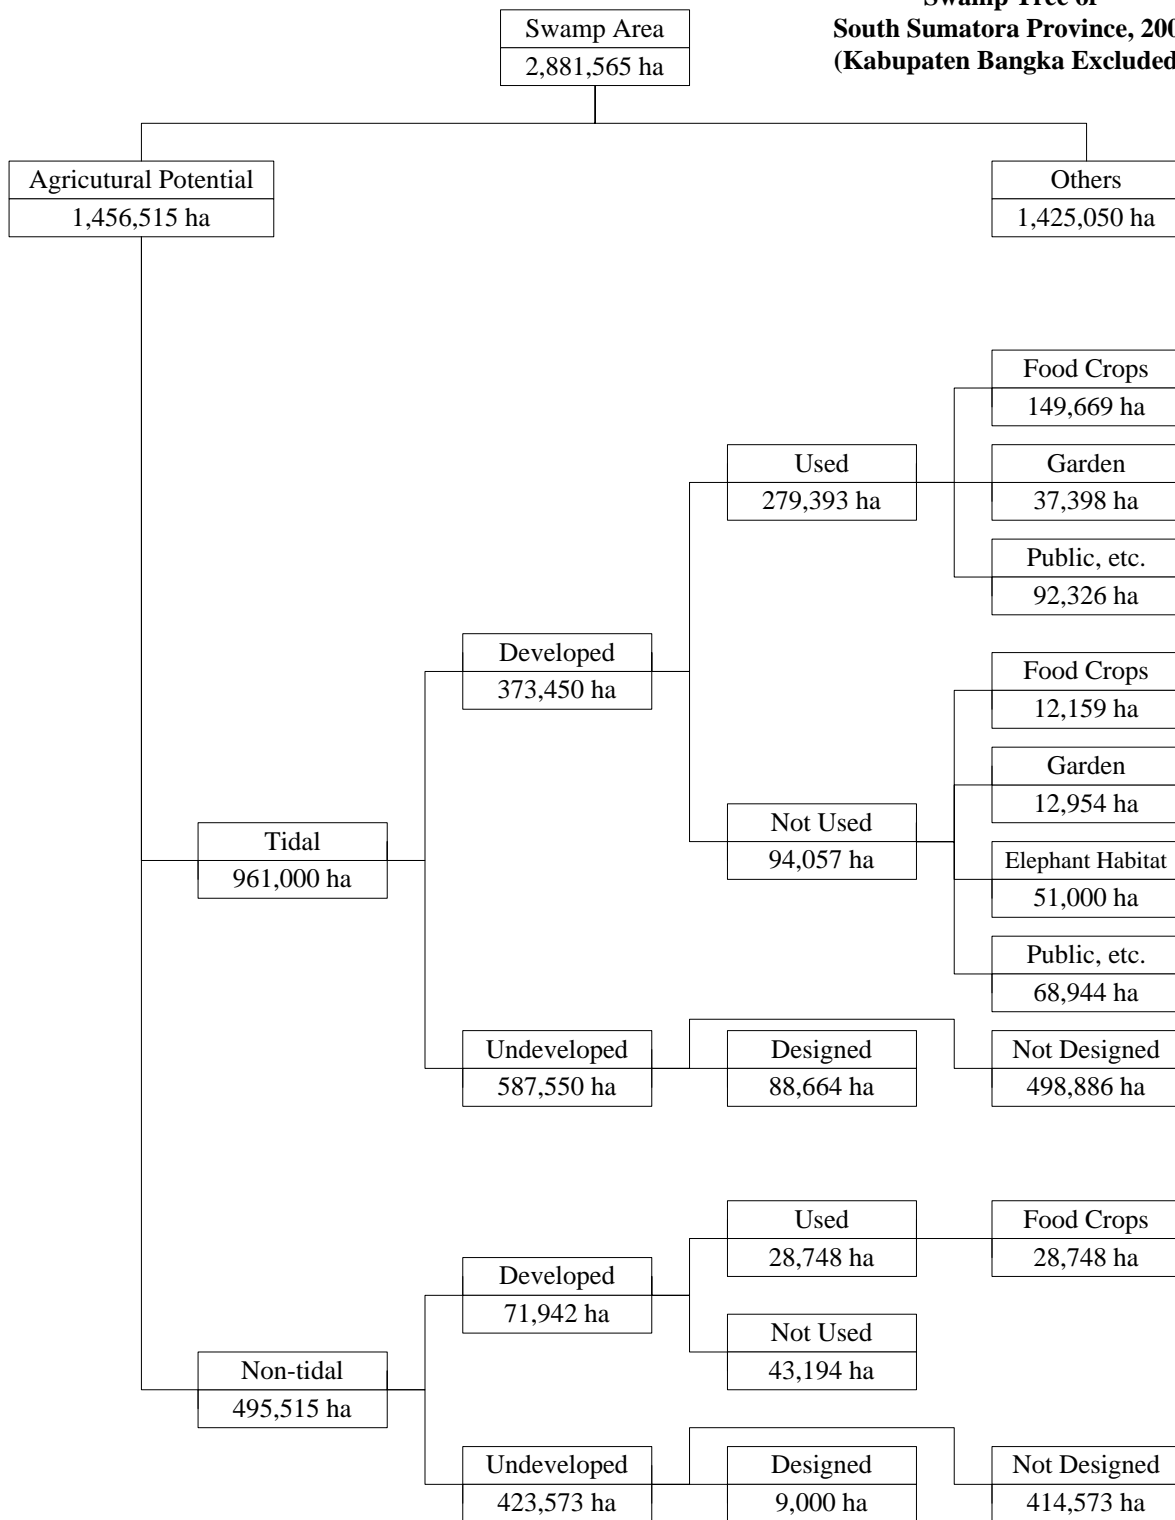 Swamp Tree of
South Sumatora Province, 200
(Kabupaten Bangka Excluded
Swamp Area
2,881,565 ha
Agricutural Potential
1,456,515 ha
Others
1,425,050 ha
Food Crops
149,669 ha
Used
279,393 ha
Garden
37,398 ha
Public, etc.
92,326 ha
Developed
373,450 ha
Food Crops
12,159 ha
Garden
12,954 ha
Not Used
94,057 ha
Tidal
961,000 ha
Elephant Habitat
51,000 ha
Public, etc.
68,944 ha
Undeveloped
587,550 ha
Designed
88,664 ha
Not Designed
498,886 ha
Used
28,748 ha
Food Crops
28,748 ha
Developed
71,942 ha
Not Used
43,194 ha
Non-tidal
495,515 ha
Undeveloped
423,573 ha
Designed
9,000 ha
Not Designed
414,573 ha